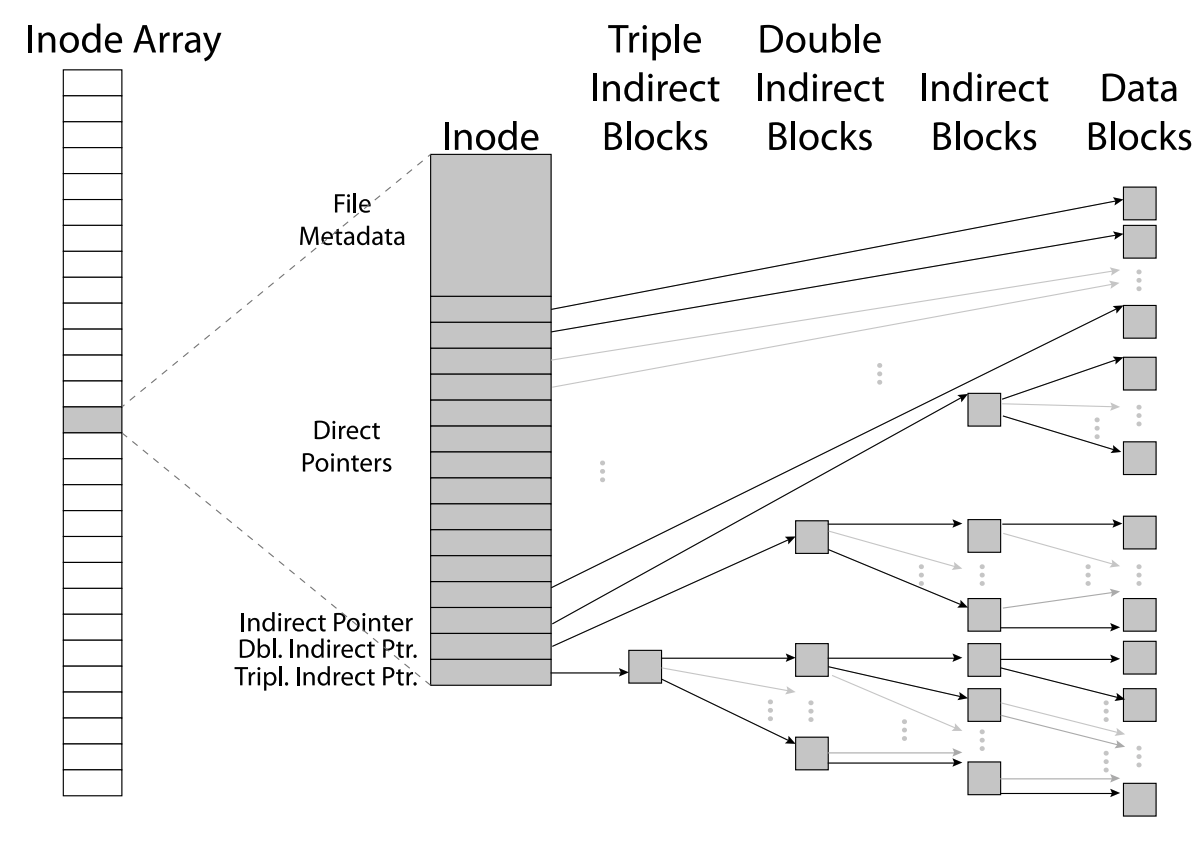 Inode Array
Triple
Indirect
Blocks
Double
Indirect
Blocks
Indirect
Blocks
Data
Blocks
Inode
File
Metadata
Direct
Pointers
Indirect Pointer
Dbl. Indirect Ptr.
Tripl. Indirect Ptr.